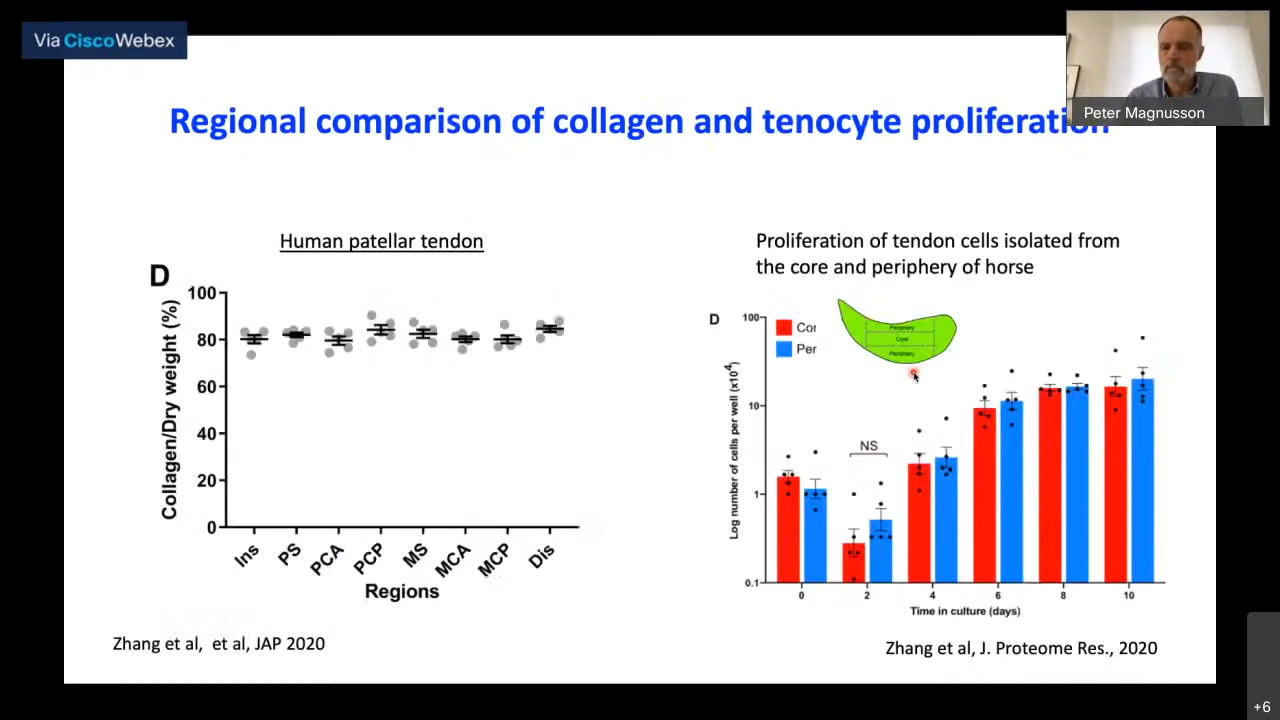 Via Cisco Webex
Peter Magnusson
Regional comparison of collagen and tenocyte proliferation
Human patellar tendon
D
Collagen/Dry weight (%)
100
80
60
40
20
0
Ins PS PCA PCP MS MCA MCP Dis
Regions
Zhang et al, et al, JAP 2020
Proliferation of tendon cells isolated from
the core and periphery of horse
D
Cor
Per
Periphery
Core
Periphery
Log number of cells per well (x10⁴)
100
10
1
0.1
NS
0 2 4 6 8 10
Time in culture (days)
Zhang et al, J. Proteome Res., 2020
+6